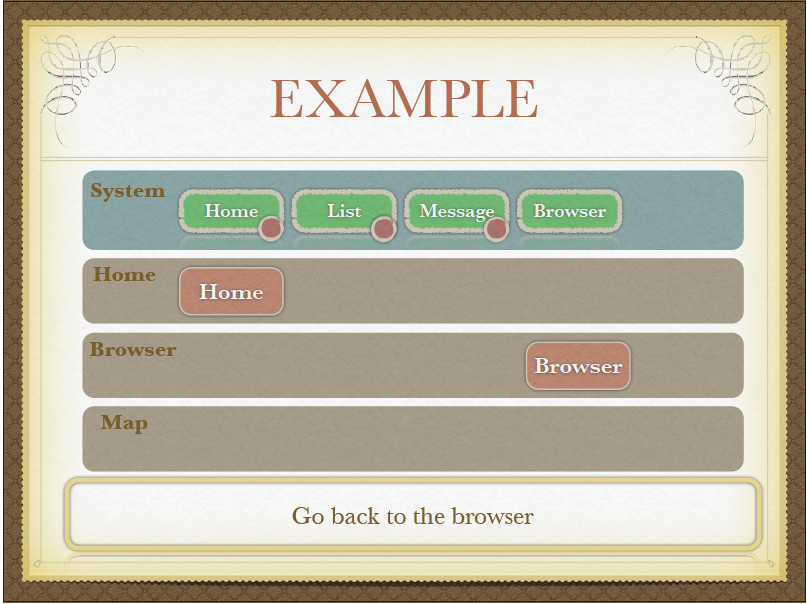 EXAMPLE
System
Home List Message Browser
Home
Home
Browser
Browser
Map
Go back to the browser